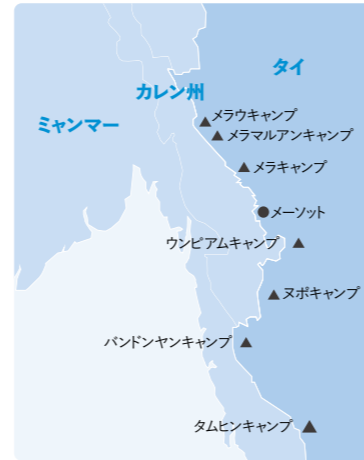 タイ
カレン州
ミャンマー
▲メラウキャンプ
▲メラマルアンキャンプ
▲メラキャンプ
●メーソット
ウンピアムキャンプ ▲
▲ヌポキャンプ
バンドンヤンキャンプ ▲
タムヒンキャンプ ▲